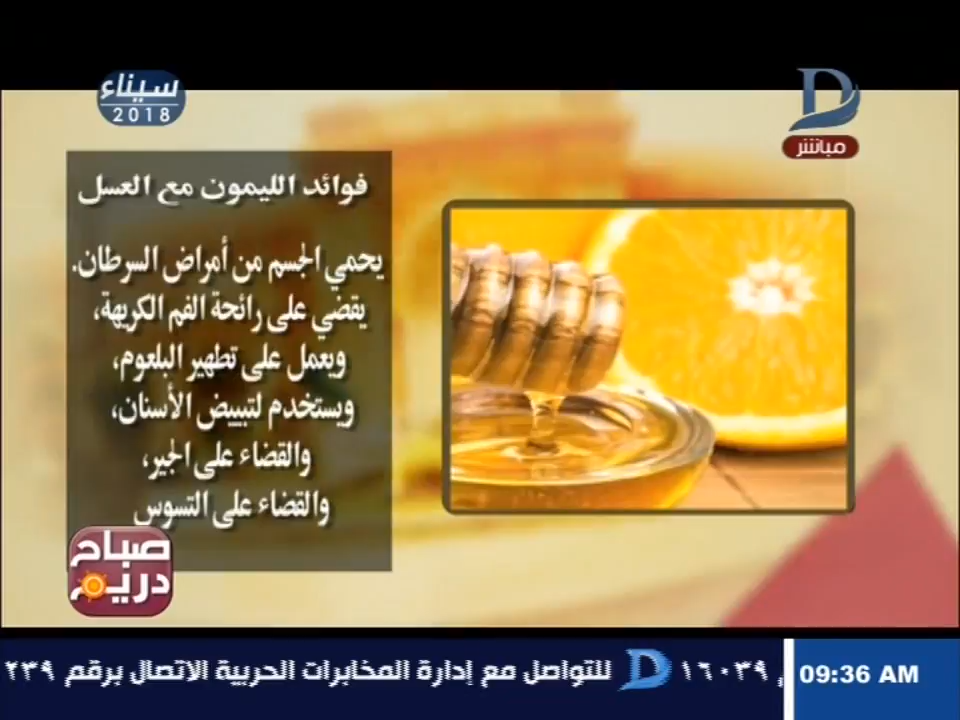 سيناء
2018
مباشر
فوائد الليمون مع العسل
يحمي الجسم من أمراض السرطان.
يقضي على رائحة الفم الكريهة،
ويعمل على تطهير البلعوم،
ويستخدم لتبييض الأسنان،
والقضاء على الجير،
والقضاء على التسوس
صباح
دريم
١٦٠٣٩ للتواصل مع إدارة المخابرات الحربية الاتصال برقم ٢٣٩
09:36 AM